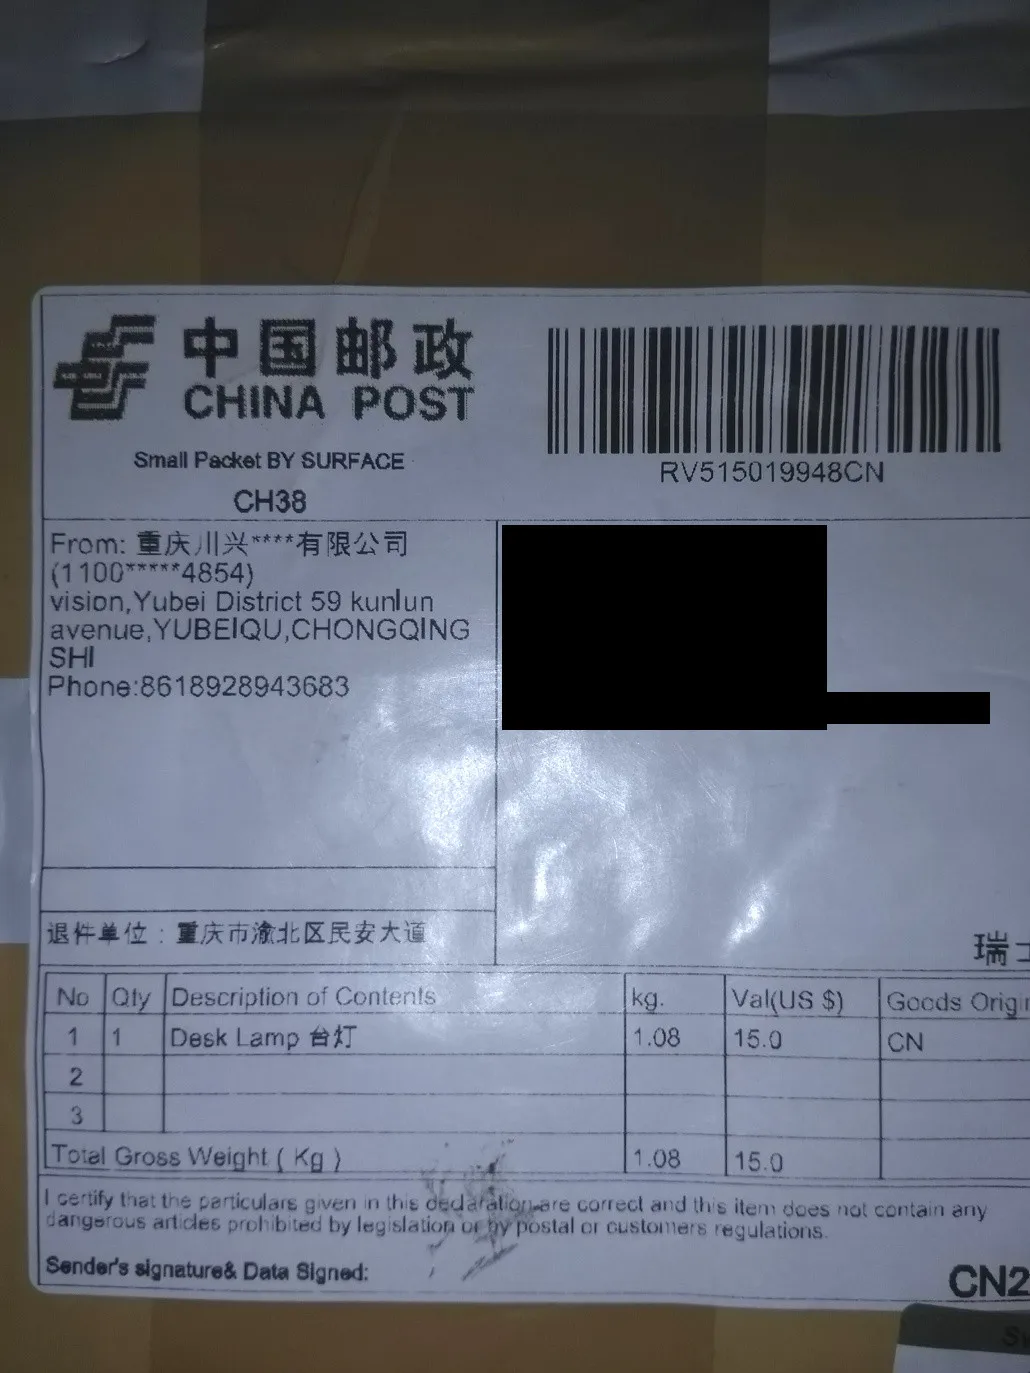 中国邮政
CHINA POST
Small Packet BY SURFACE
CH38
RV515019948CN
From: 重庆川兴****有限公司
(1100*****4854)
vision,Yubei District 59 kunlun
avenue,YUBEIQU,CHONGQING
SHI
Phone:8618928943683
退件单位：重庆市渝北区民安大道
瑞士
No Qty Description of Contents kg. Val(US $) Goods Origin
1 1 Desk Lamp 台灯 1.08 15.0 CN
2
3
Total Gross Weight ( Kg ) 1.08 15.0
I certify that the particulars given in this declaration are correct and this item does not contain any
dangerous articles prohibited by legislation or by postal or customers regulations.
Sender's signature& Data Signed:
CN2